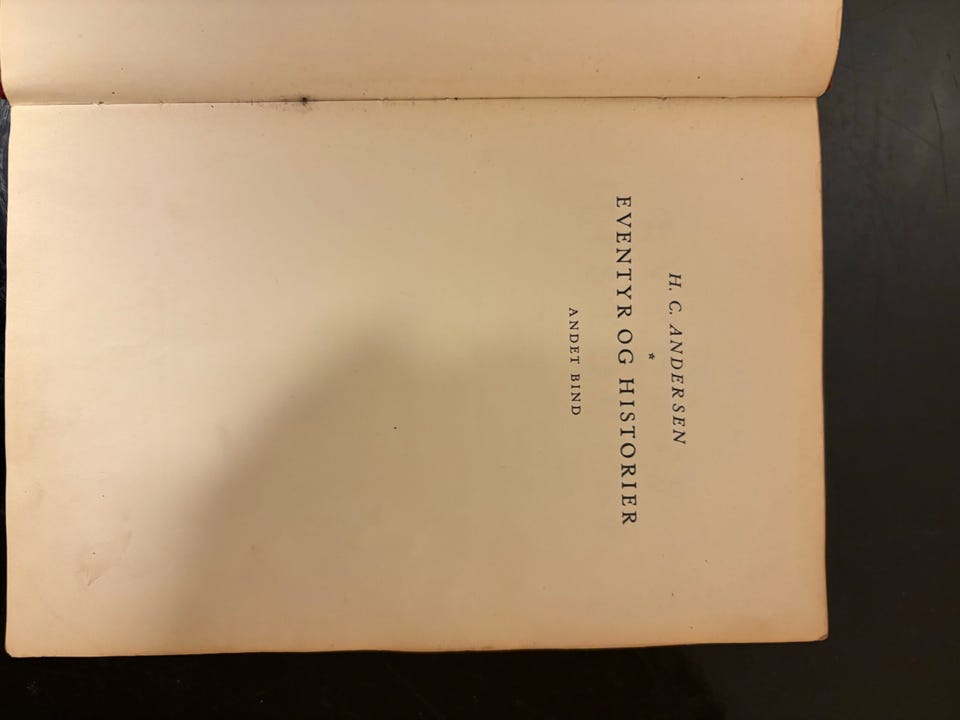 H. C. ANDERSEN
*
EVENTYR OG HISTORIER
ANDET BIND